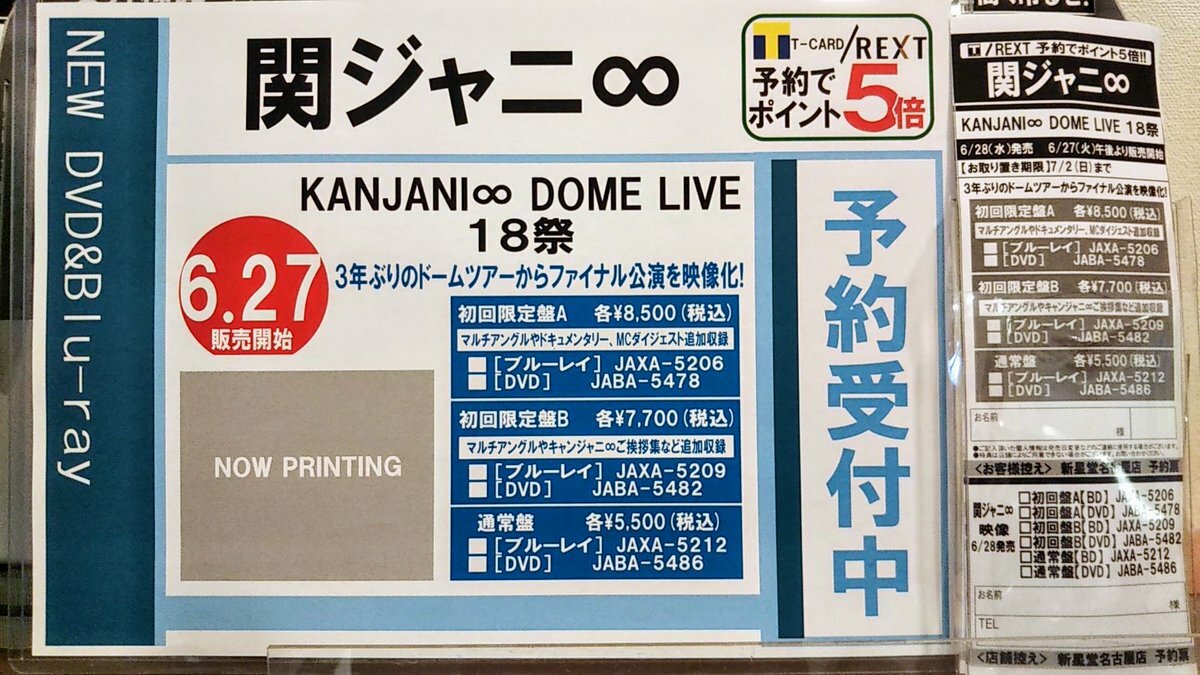 NEW DVD&Blu-ray
関ジャニ∞
T T-CARD/REXT
予約で
ポイント5倍
KANJANI∞ DOME LIVE
18祭
3年ぶりのドームツアーからファイナル公演を映像化!
6.27
販売開始
NOW PRINTING
初回限定盤A 各¥8,500(税込)
マルチアングルやドキュメンタリー、MCダイジェスト追加収録
■[ブルーレイ] JAXA-5206
■[DVD] JABA-5478
初回限定盤B 各¥7,700(税込)
マルチアングルやキャンジャニ∞ご挨拶集など追加収録
■[ブルーレイ] JAXA-5209
■[DVD] JABA-5482
通常盤 各¥5,500(税込)
■[ブルーレイ] JAXA-5212
■[DVD] JABA-5486
予約受付中
T/REXT 予約でポイント5倍!!
関ジャニ∞
KANJANI∞ DOME LIVE 18祭
6/28(水)発売 6/27(火)午後より販売開始
【お取り置き期限】7/2(日)まで
3年ぶりのドームツアーからファイナル公演を映像化!
初回限定盤A 各¥8,500(税込)
マルチアングルやドキュメンタリー、MCダイジェスト追加収録
■[ブルーレイ] JAXA-5206
■[DVD] JABA-5478
初回限定盤B 各¥7,700(税込)
マルチアングルやキャンジャニ∞ご挨拶集など追加収録
■[ブルーレイ] JAXA-5209
■[DVD] JABA-5482
通常盤 各¥5,500(税込)
■[ブルーレイ] JAXA-5212
■[DVD] JABA-5486
お名前
様
<お客様控え> 新星堂名古屋店 予約票
関ジャニ∞
映像
6/28発売
□初回盤A【BD】JAXA-5206
□初回盤A【DVD】JABA-5478
□初回盤B【BD】JAXA-5209
□初回盤B【DVD】JABA-5482
□通常盤【BD】JAXA-5212
□通常盤【DVD】JABA-5486
お名前
様
TEL
<店舗控え> 新星堂名古屋店 予約票